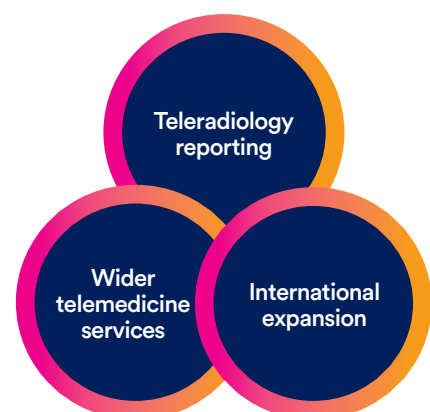 Teleradiology
reporting
Wider
telemedicine
services
International
expansion